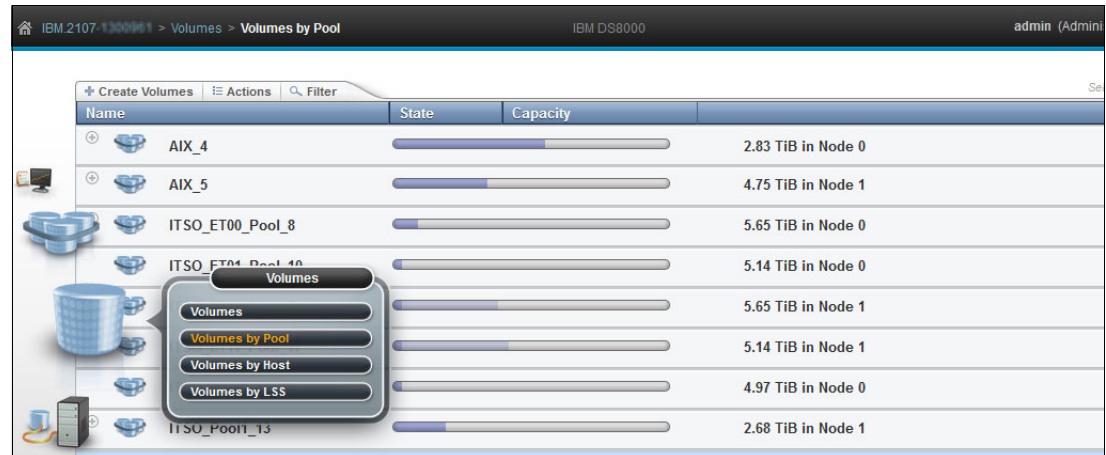 IBM.2107- > Volumes > Volumes by Pool IBM DS8000 admin (Admini
Create Volumes Actions Filter
Name State Capacity
AIX_4 2.83 TiB in Node 0
AIX_5 4.75 TiB in Node 1
ITSO_ET00_Pool_8 5.65 TiB in Node 0
ITSO_ET01_Pool_10 5.14 TiB in Node 0
Volumes
Volumes 5.65 TiB in Node 1
Volumes by Pool 5.14 TiB in Node 1
Volumes by Host
Volumes by LSS 4.97 TiB in Node 0
ITSO_Pool1_13 2.68 TiB in Node 1